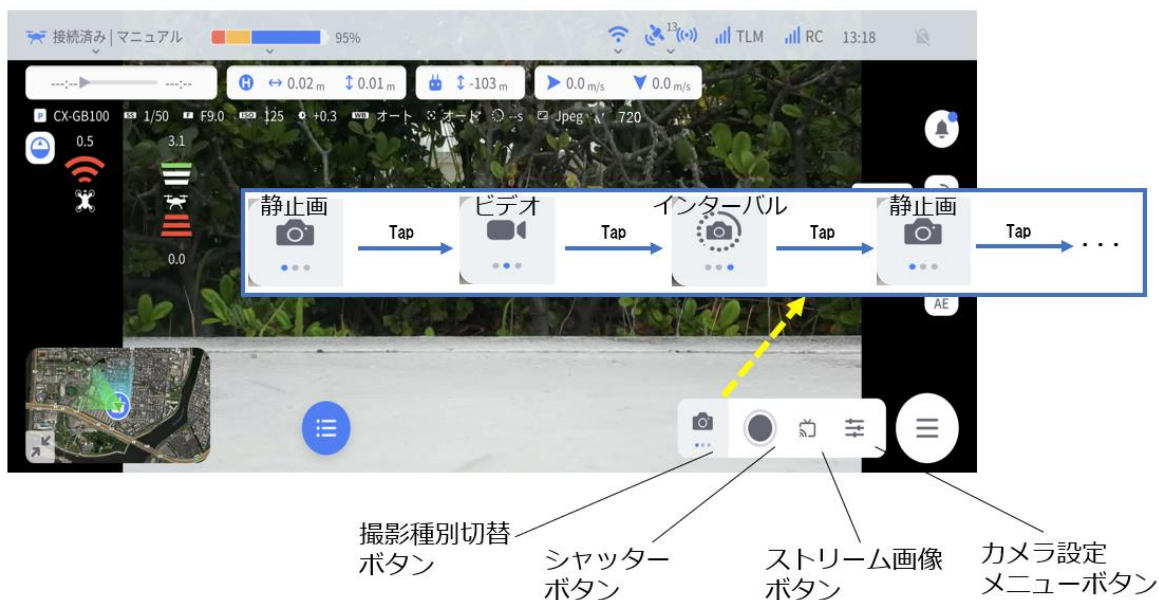 接続済み | マニュアル 95% 13 TLM RC 13:18
---:-- ---:-- H 0.02 m 0.01 m -103 m 0.0 m/s 0.0 m/s
P CX-GB100 SS 1/50 F F9.0 ISO 125 +0.3 WB オート オート --s Jpeg 720
0.5 3.1
0.0
静止画 ビデオ インターバル 静止画
Tap Tap Tap Tap ・・・
AE
撮影種別切替
ボタン
シャッター
ボタン
ストリーム画像
ボタン
カメラ設定
メニューボタン